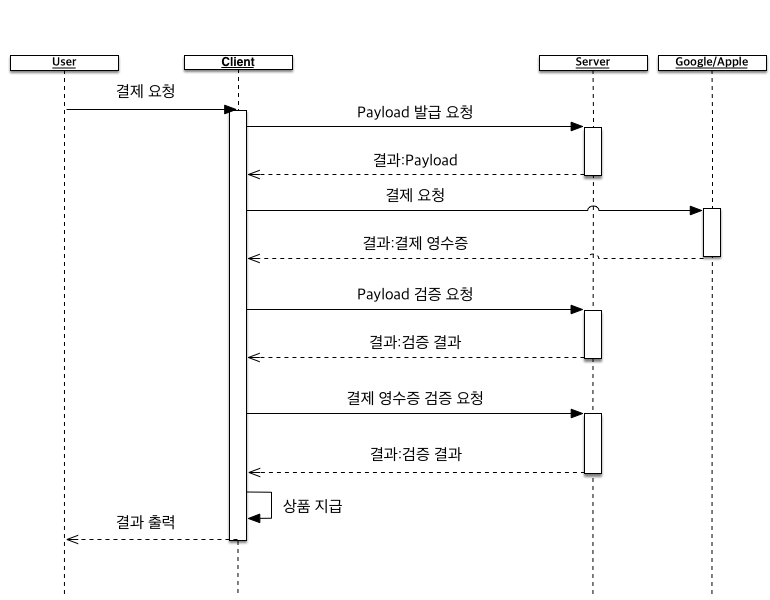 User
Client
Server
Google/Apple
결제 요청
Payload 발급 요청
결과:Payload
결제 요청
결과:결제 영수증
Payload 검증 요청
결과:검증 결과
결제 영수증 검증 요청
결과:검증 결과
상품 지급
결과 출력